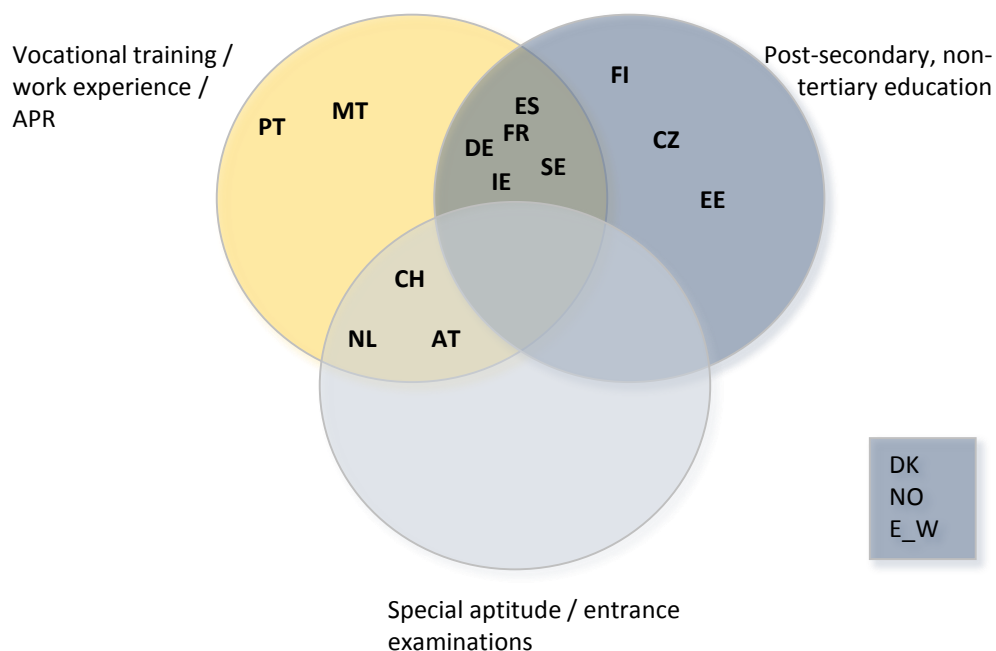 Vocational training /
work experience /
APR
Post-secondary, non-
tertiary education
FI
MT
PT
ES
FR
DE
SE
IE
CZ
EE
CH
NL
AT
DK
NO
E_W
Special aptitude / entrance
examinations